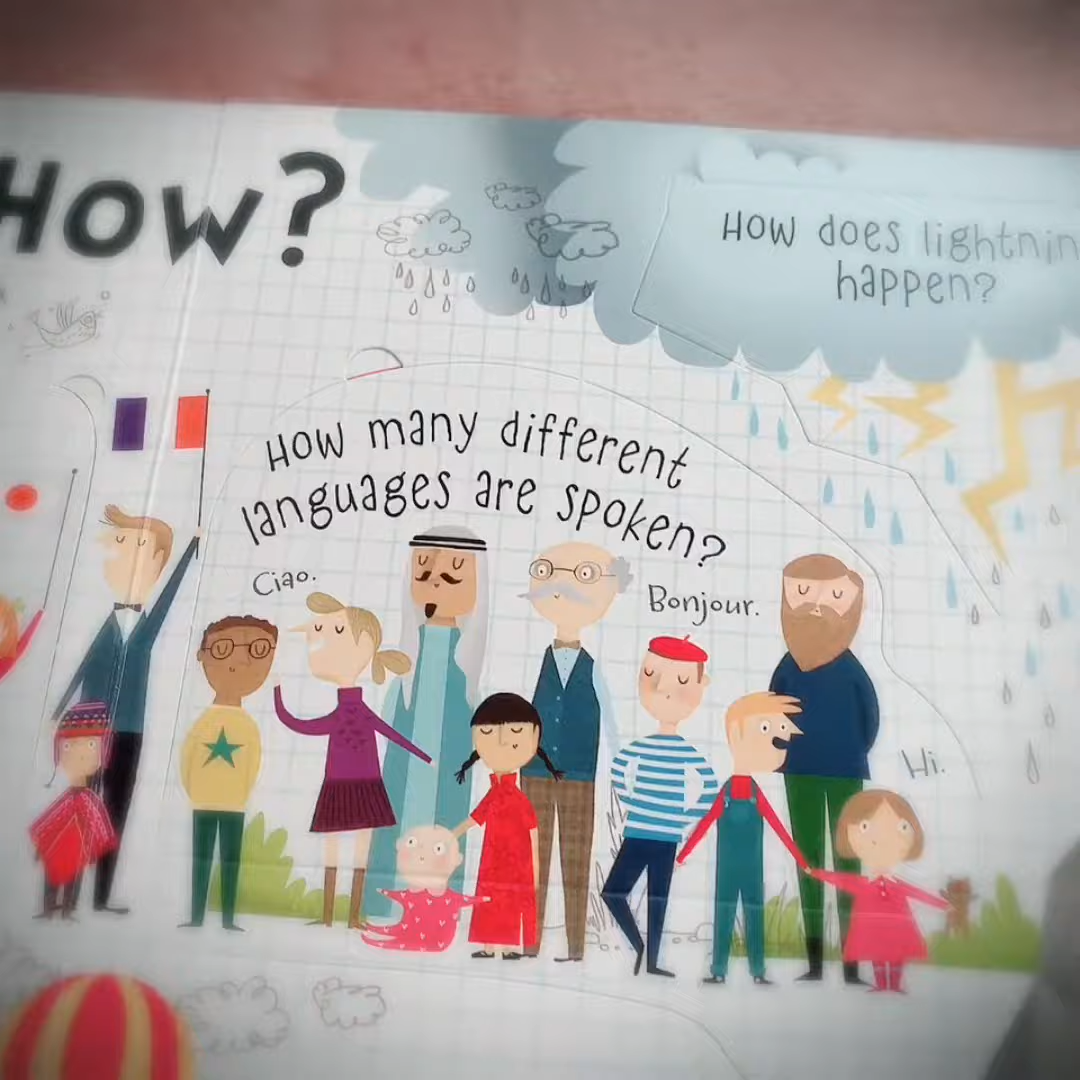 HOW?
How does lightnin
happen?
How many different
languages are spoken?
Ciao.
Bonjour.
Hi.